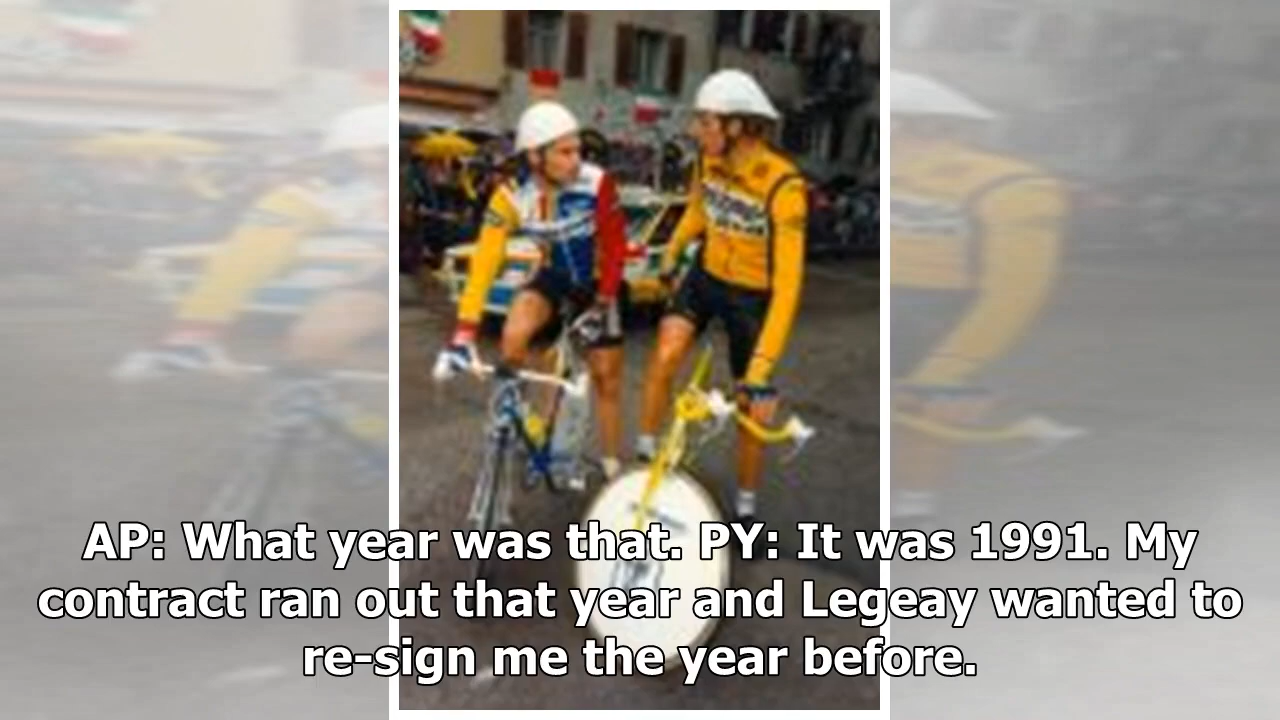 AP: What year was that. PY: It was 1991. My
contract ran out that year and Legeay wanted to
re-sign me the year before.